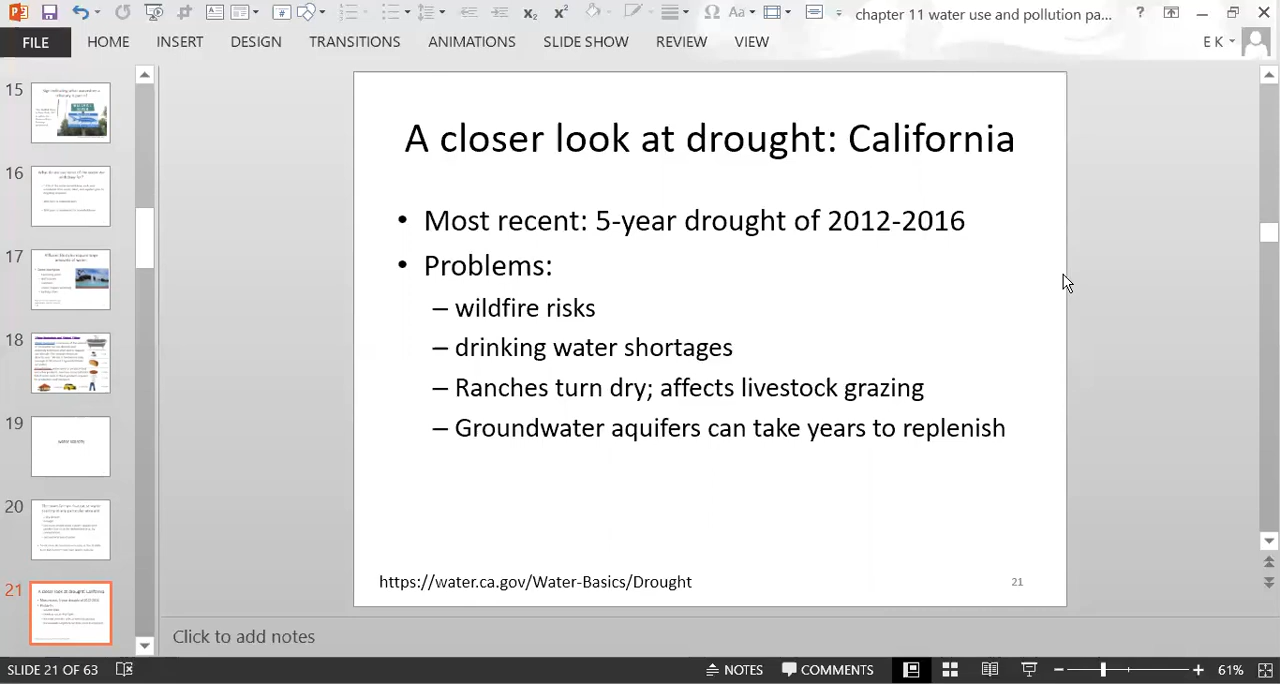 chapter 11 water use and pollution pa...
FILE HOME INSERT DESIGN TRANSITIONS ANIMATIONS SLIDE SHOW REVIEW VIEW E K
15
16
17
18
19
20
21
A closer look at drought: California
• Most recent: 5-year drought of 2012-2016
• Problems:
– wildfire risks
– drinking water shortages
– Ranches turn dry; affects livestock grazing
– Groundwater aquifers can take years to replenish
https://water.ca.gov/Water-Basics/Drought
21
Click to add notes
SLIDE 21 OF 63 NOTES COMMENTS 61%